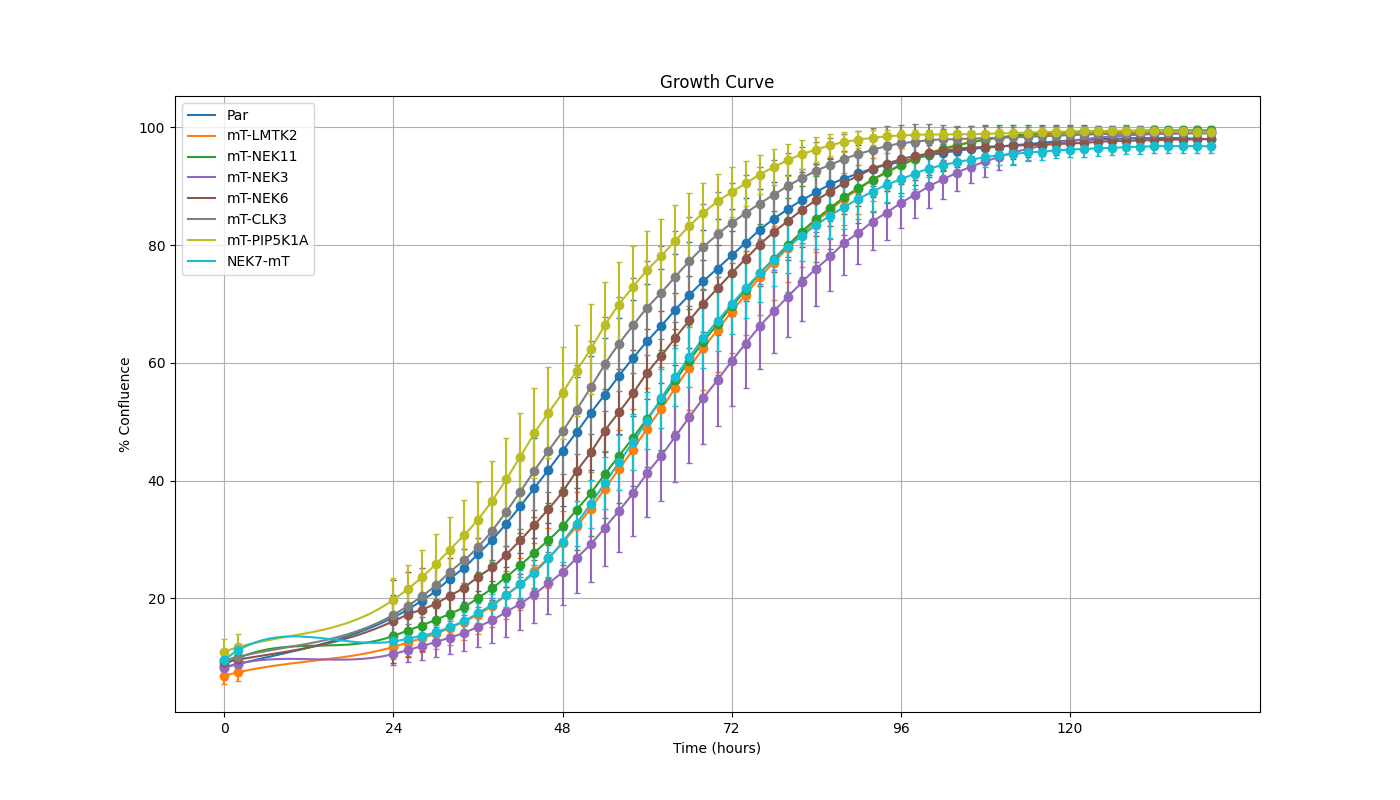 Growth Curve
Par
mT-LMTK2
mT-NEK11
mT-NEK3
mT-NEK6
mT-CLK3
mT-PIP5K1A
NEK7-mT
100
80
60
40
20
% Confluence
0 24 48 72 96 120
Time (hours)